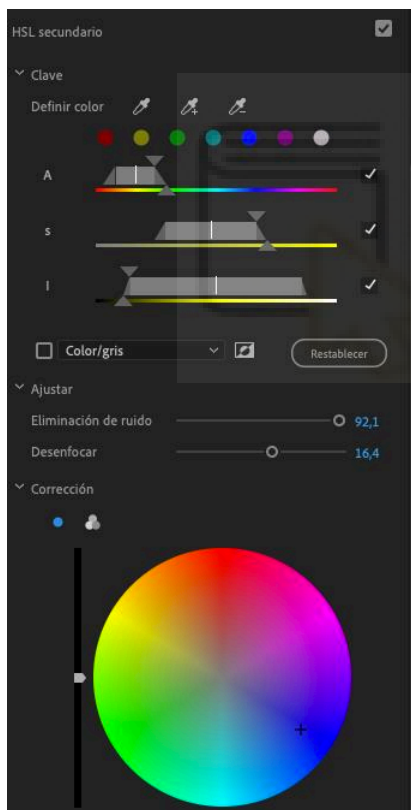 HSL secundario
Clave
Definir color
A
s
l
Color/gris
Restablecer
Ajustar
Eliminación de ruido 92,1
Desenfocar 16,4
Corrección